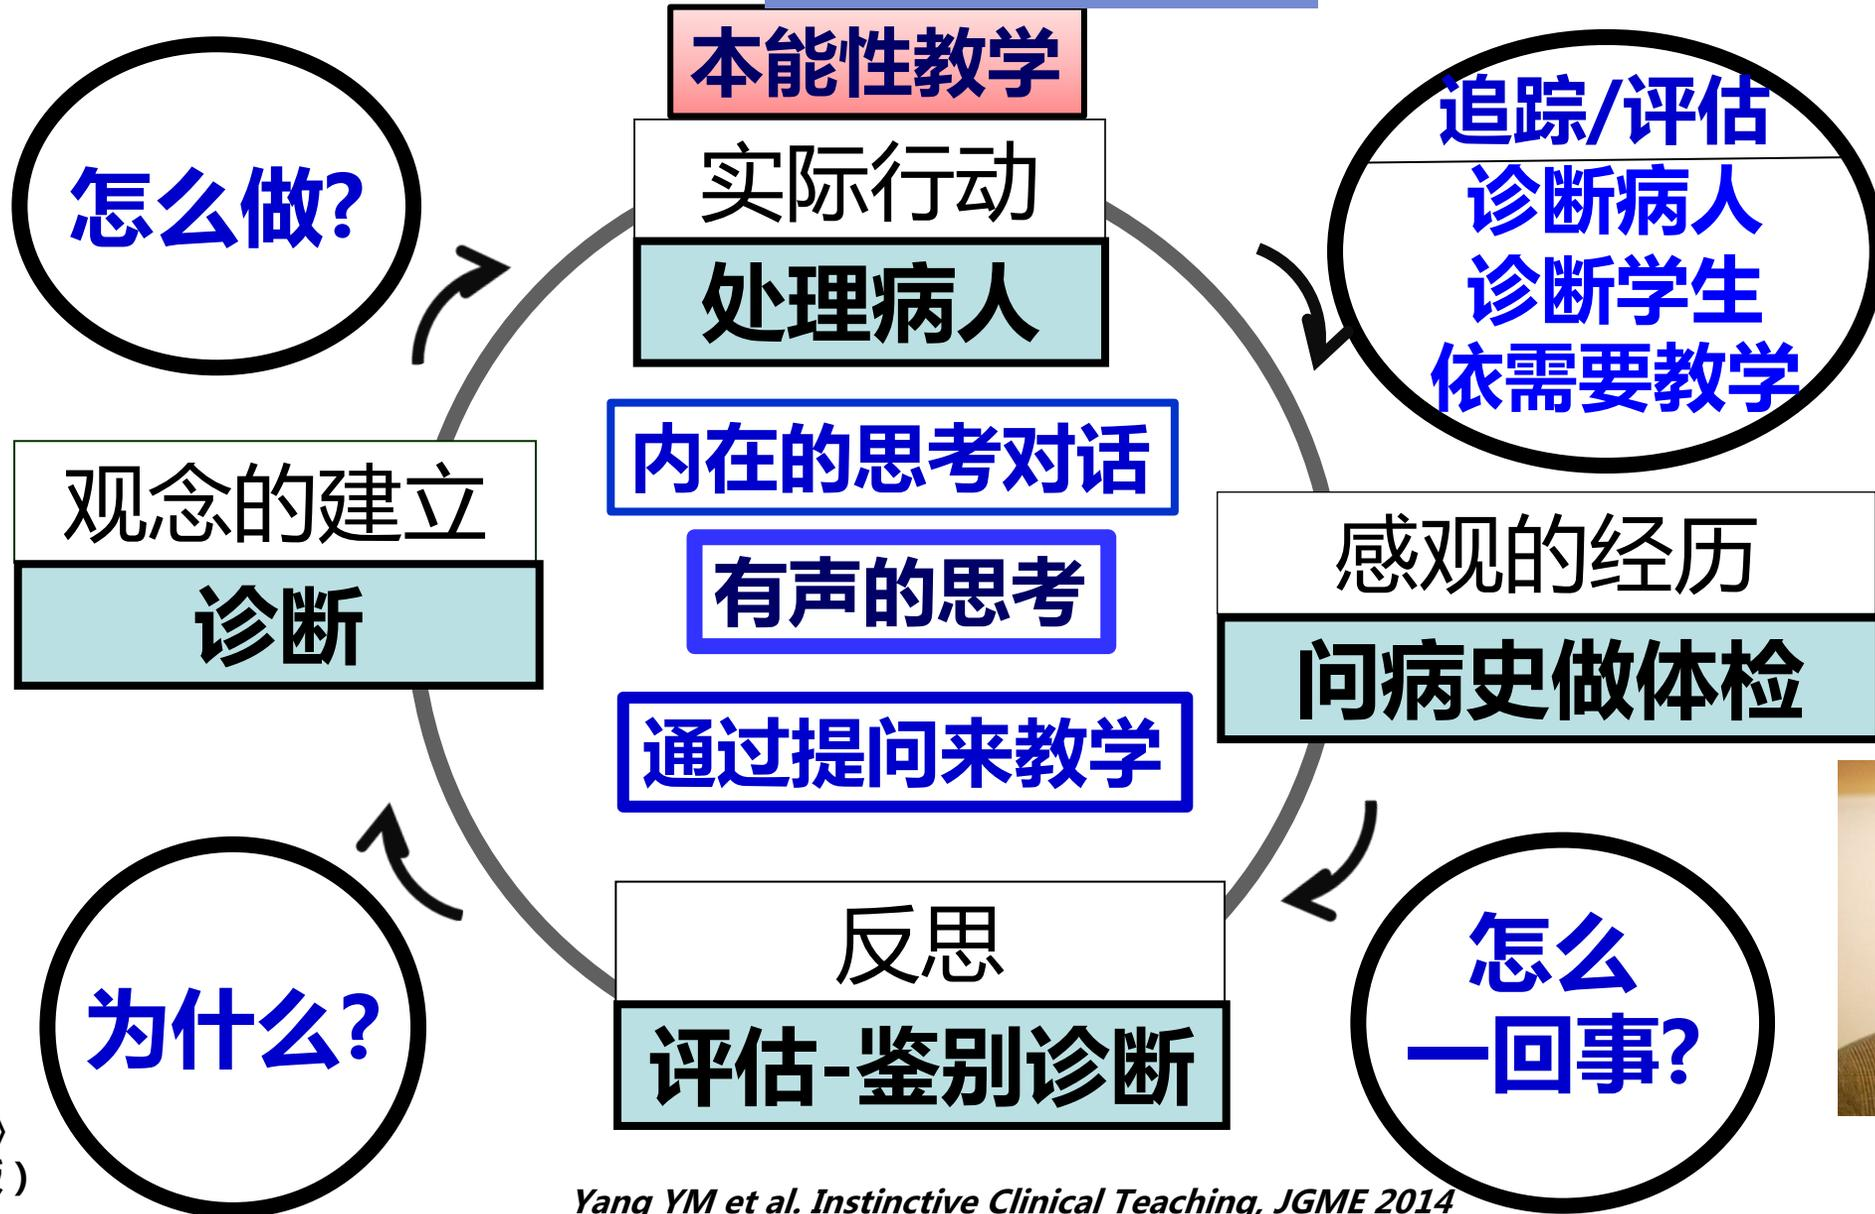 本能性教学
怎么做?
实际行动
处理病人
追踪/评估
诊断病人
诊断学生
依需要教学
内在的思考对话
观念的建立
诊断
有声的思考
感观的经历
问病史做体检
通过提问来教学
为什么?
反思
评估-鉴别诊断
怎么
一回事?
Yang YM et al. Instinctive Clinical Teaching, JGME 2014